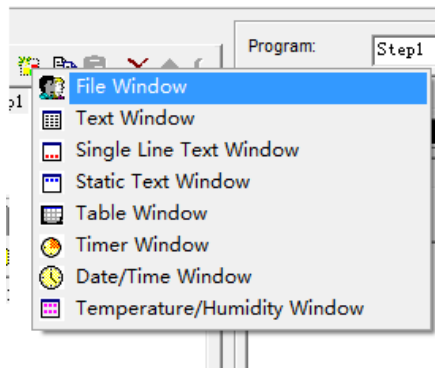 Program:
Step1
p1
File Window
Text Window
Single Line Text Window
Static Text Window
Table Window
Timer Window
Date/Time Window
Temperature/Humidity Window